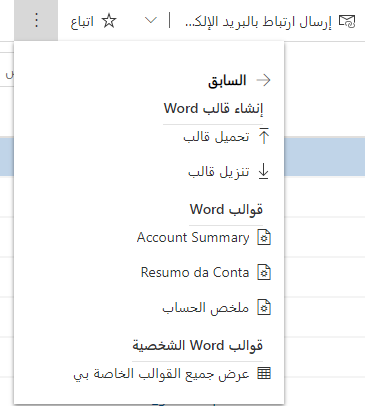 إرسال ارتباط بالبريد الإلك...
اتباع
السابق
إنشاء قالب Word
تحميل قالب
تنزيل قالب
قوالب Word
Account Summary
Resumo da Conta
ملخص الحساب
قوالب Word الشخصية
عرض جميع القوالب الخاصة بي